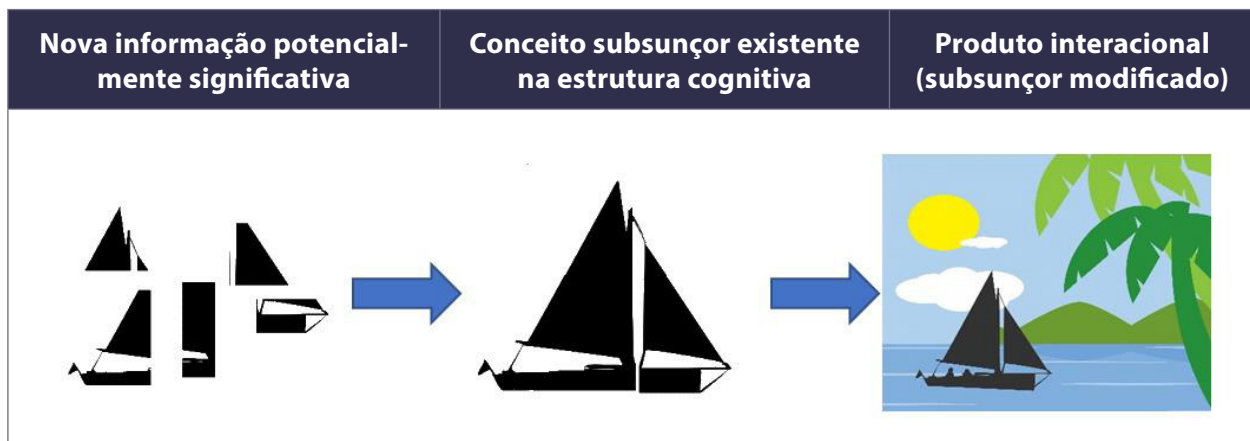 Nova informação potencial-
mente significativa
Conceito subsunçor existente
na estrutura cognitiva
Produto interacional
(subsunçor modificado)